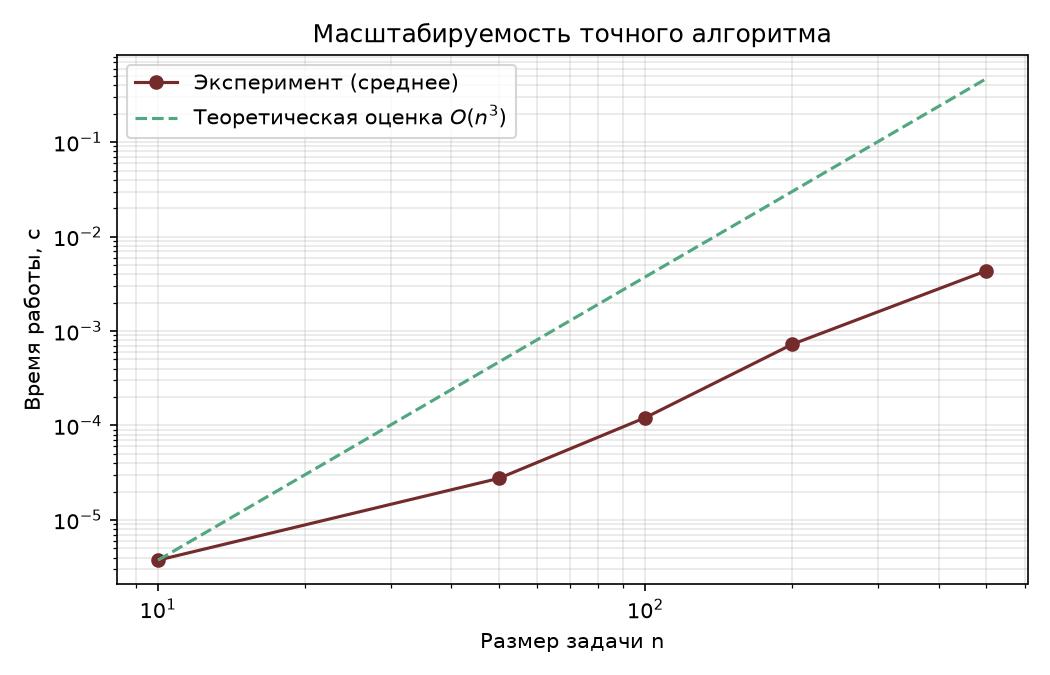 Масштабируемость точного алгоритма
Эксперимент (среднее)
Теоретическая оценка O(n³)
Время работы, с
10⁻¹
10⁻²
10⁻³
10⁻⁴
10⁻⁵
10¹ 10²
Размер задачи n